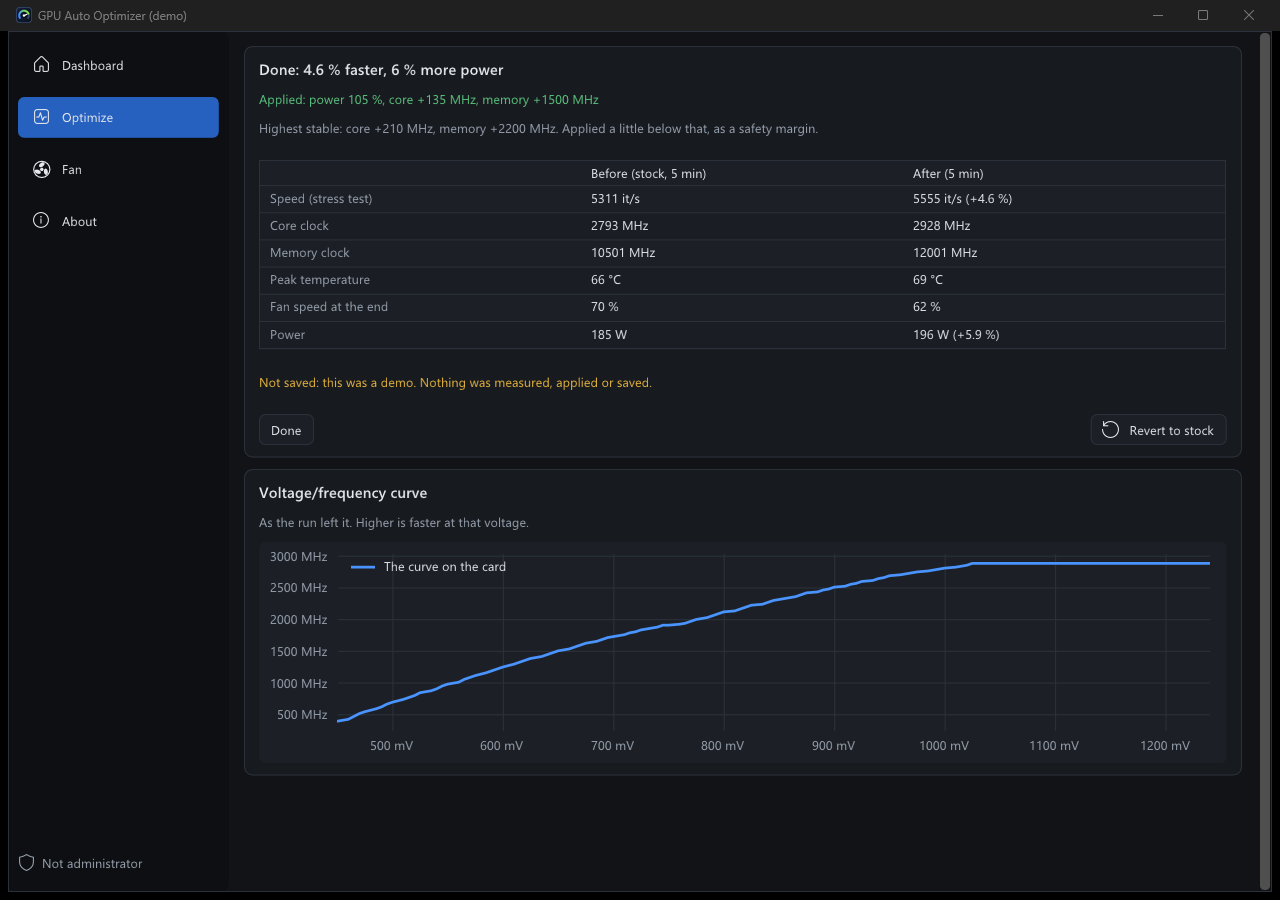 GPU Auto Optimizer (demo)
Dashboard
Optimize
Fan
About
Not administrator
Done: 4.6 % faster, 6 % more power
Applied: power 105 %, core +135 MHz, memory +1500 MHz
Highest stable: core +210 MHz, memory +2200 MHz. Applied a little below that, as a safety margin.
Before (stock, 5 min) After (5 min)
Speed (stress test) 5311 it/s 5555 it/s (+4.6 %)
Core clock 2793 MHz 2928 MHz
Memory clock 10501 MHz 12001 MHz
Peak temperature 66 °C 69 °C
Fan speed at the end 70 % 62 %
Power 185 W 196 W (+5.9 %)
Not saved: this was a demo. Nothing was measured, applied or saved.
Done Revert to stock
Voltage/frequency curve
As the run left it. Higher is faster at that voltage.
The curve on the card
3000 MHz
2500 MHz
2000 MHz
1500 MHz
1000 MHz
500 MHz
500 mV 600 mV 700 mV 800 mV 900 mV 1000 mV 1100 mV 1200 mV